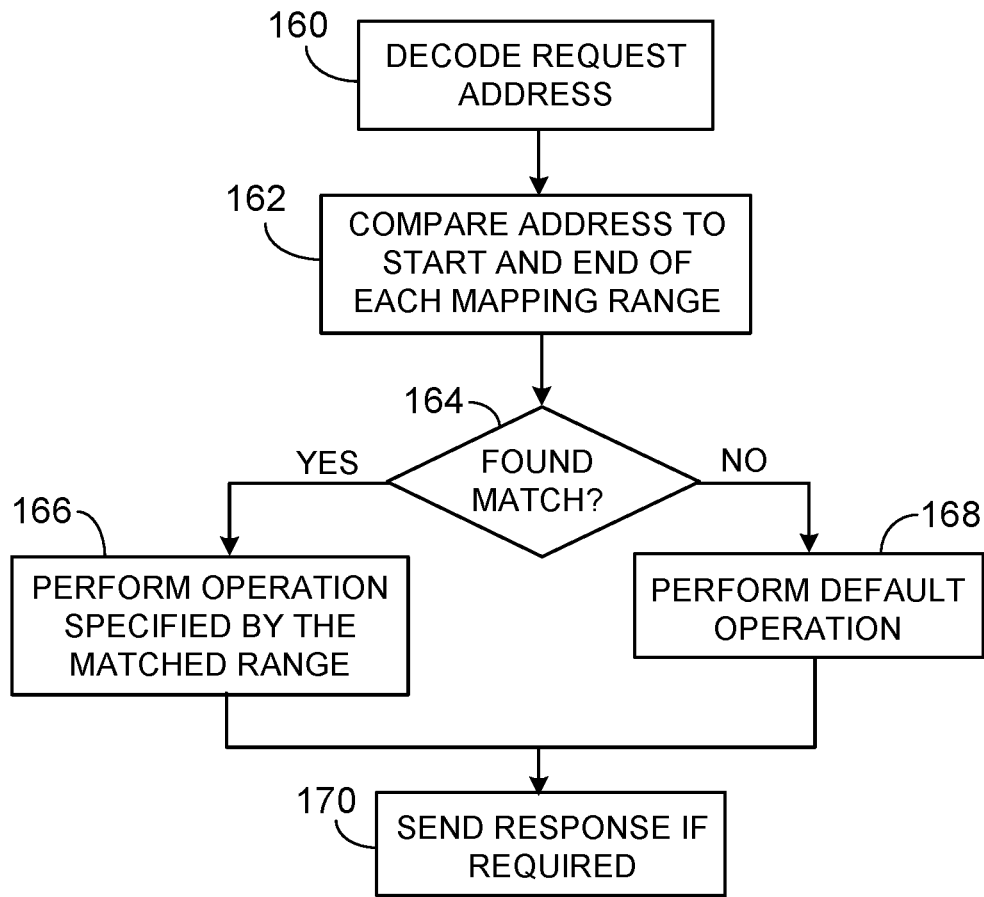 160
DECODE REQUEST
ADDRESS
162
COMPARE ADDRESS TO
START AND END OF
EACH MAPPING RANGE
164
FOUND
MATCH?
YES
NO
166
PERFORM OPERATION
SPECIFIED BY THE
MATCHED RANGE
168
PERFORM DEFAULT
OPERATION
170
SEND RESPONSE IF
REQUIRED